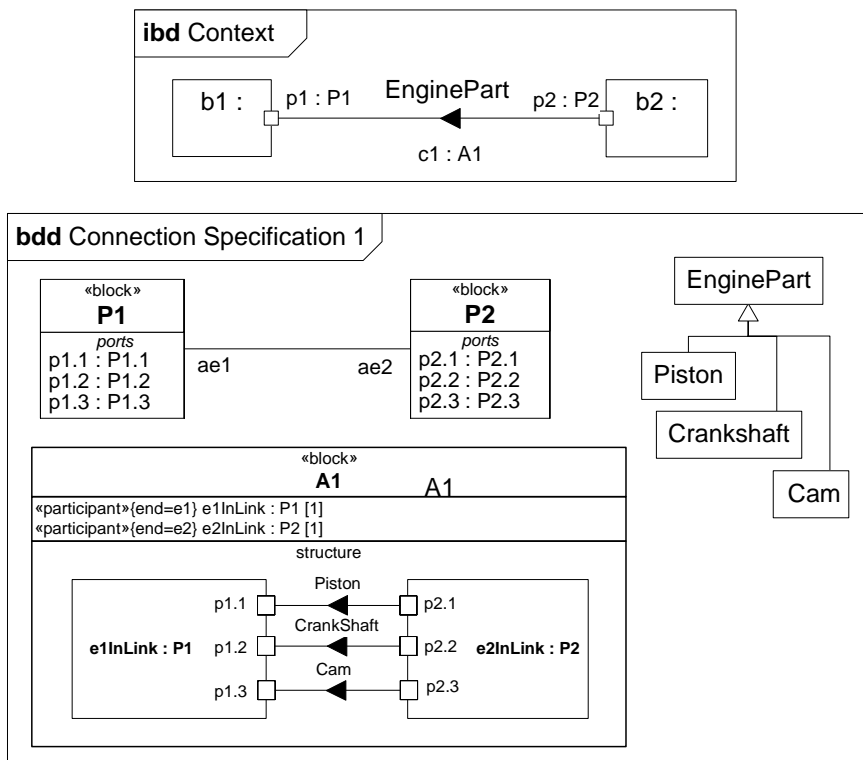 ibd Context
b1 :
p1 : P1
EnginePart
p2 : P2
b2 :
c1 : A1
bdd Connection Specification 1
«block»
P1
ports
p1.1 : P1.1
p1.2 : P1.2
p1.3 : P1.3
ae1
ae2
«block»
P2
ports
p2.1 : P2.1
p2.2 : P2.2
p2.3 : P2.3
EnginePart
Piston
Crankshaft
Cam
«block»
A1
A1
«participant»{end=e1} e1InLink : P1 [1]
«participant»{end=e2} e2InLink : P2 [1]
structure
Piston
p1.1
p2.1
CrankShaft
e1InLink : P1
p1.2
p2.2
e2InLink : P2
Cam
p1.3
p2.3